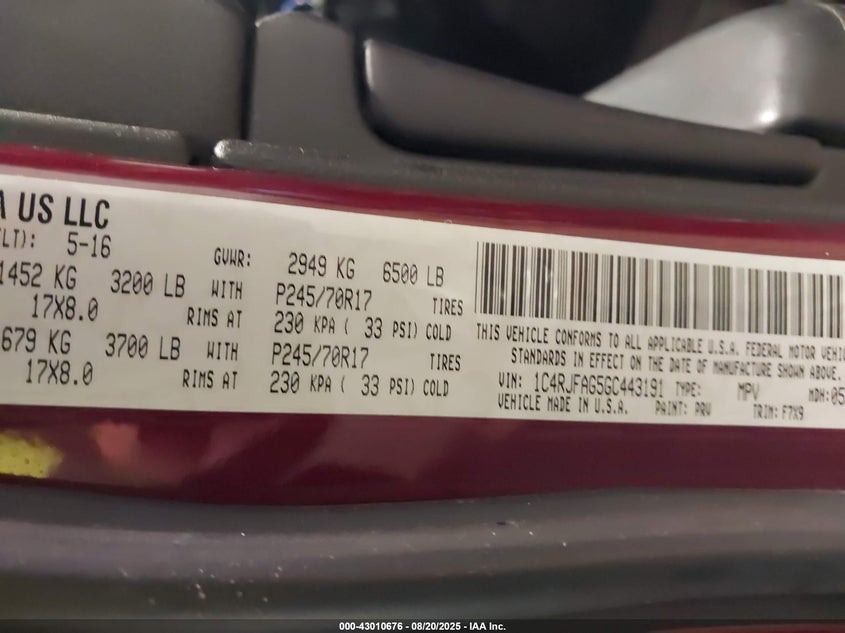 A US LLC
LT): 5-16
GVWR: 2949 KG 6500 LB
1452 KG 3200 LB WITH P245/70R17 TIRES
17X8.0 RIMS AT 230 KPA ( 33 PSI) COLD
679 KG 3700 LB WITH P245/70R17 TIRES
17X8.0 RIMS AT 230 KPA ( 33 PSI) COLD
THIS VEHICLE CONFORMS TO ALL APPLICABLE U.S.A. FEDERAL MOTOR VEHIC
STANDARDS IN EFFECT ON THE DATE OF MANUFACTURE SHOWN ABOVE.
VIN: 1C4RJFAG5GC443191 TYPE: MPV MDH:05
VEHICLE MADE IN U.S.A. PAINT: PRV TRIM: F7X9
000-43010676 - 08/20/2025 - IAA Inc.